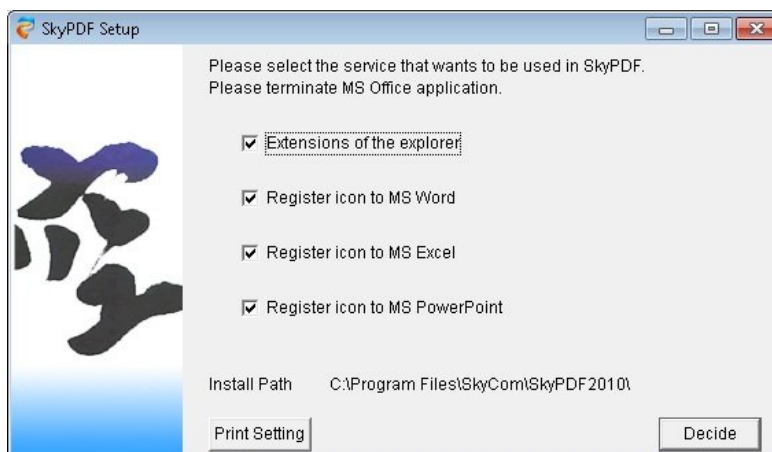 SkyPDF Setup
Please select the service that wants to be used in SkyPDF.
Please terminate MS Office application.
Extensions of the explorer
Register icon to MS Word
Register icon to MS Excel
Register icon to MS PowerPoint
Install Path C:\Program Files\SkyCom\SkyPDF2010\
Print Setting Decide
空